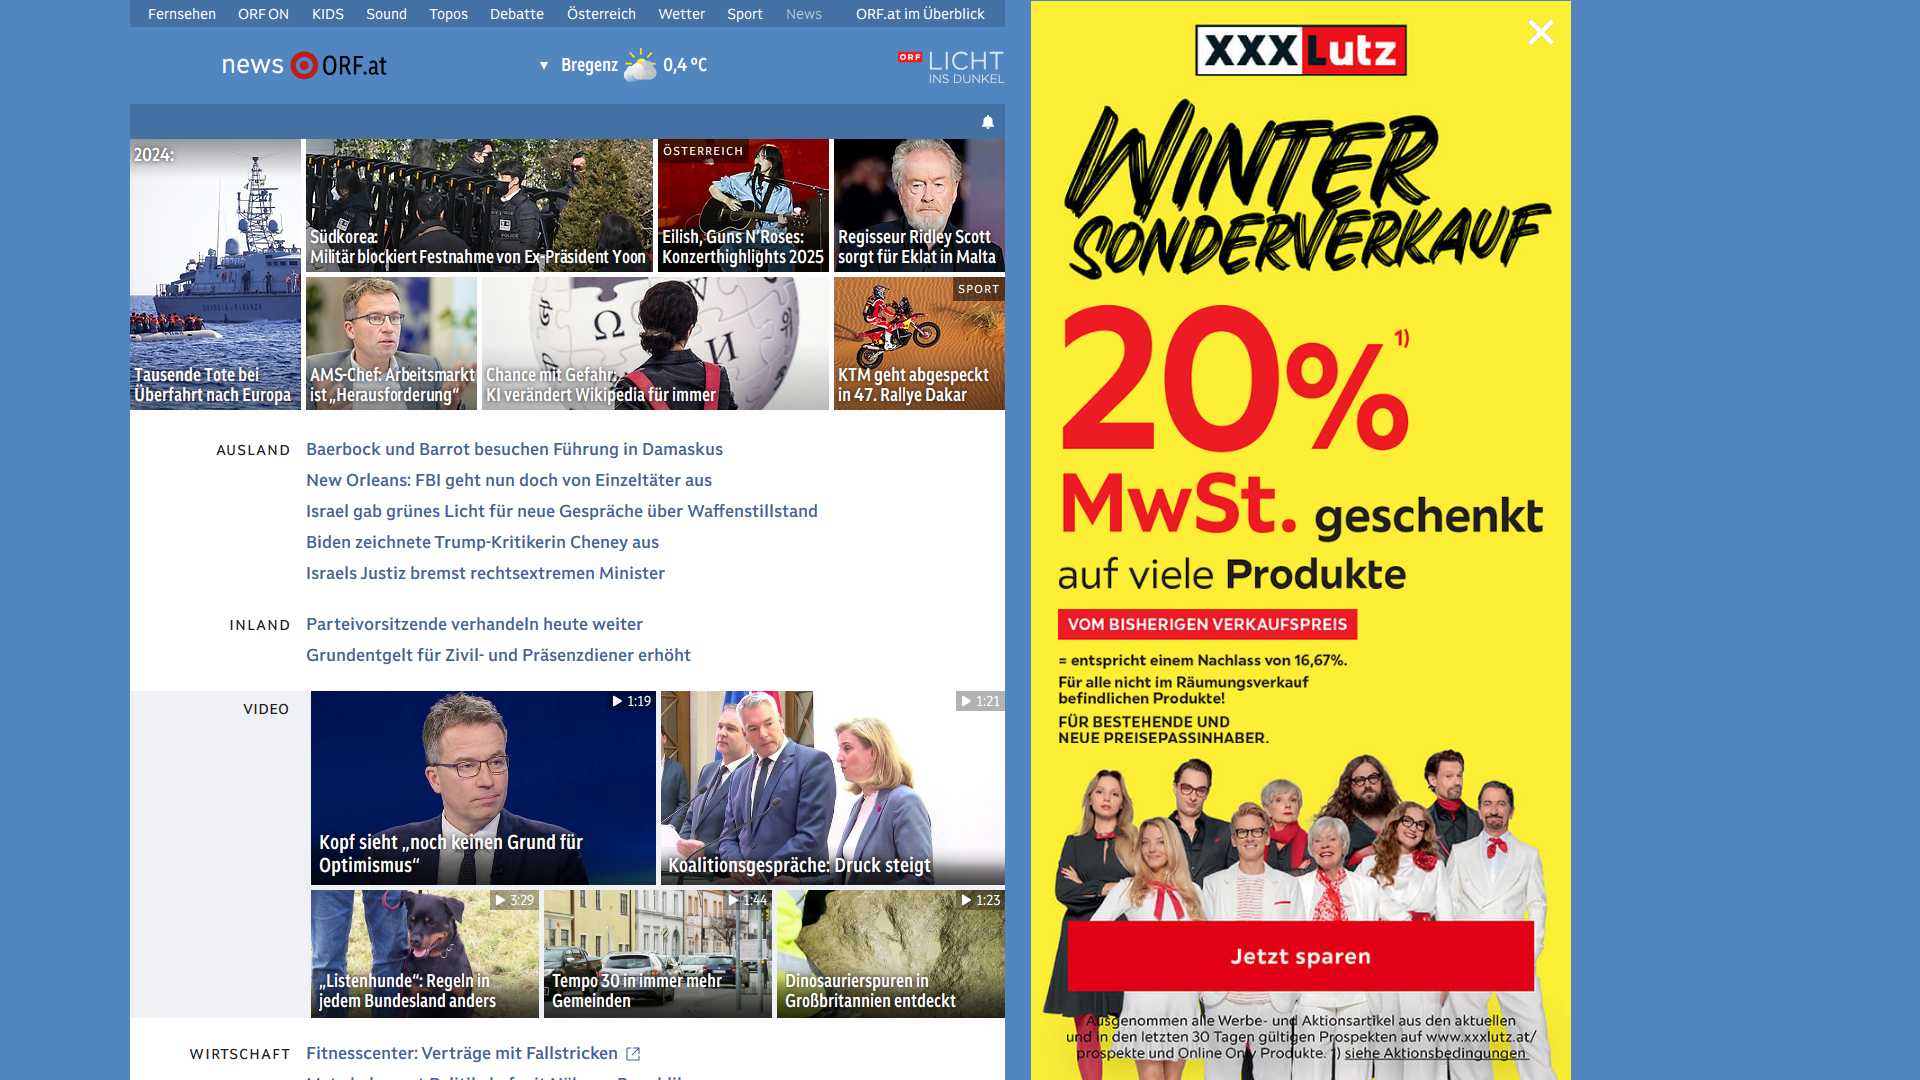 Fernsehen ORF ON KIDS Sound Topos Debatte Österreich Wetter Sport News ORF.at im Überblick
news ORF.at
▼ Bregenz 0,4 °C
ORF LICHT
INS DUNKEL
2024:
Tausende Tote bei
Überfahrt nach Europa
Südkorea:
Militär blockiert Festnahme von Ex-Präsident Yoon
ÖSTERREICH
Eilish, Guns N'Roses:
Konzerthighlights 2025
Regisseur Ridley Scott
sorgt für Eklat in Malta
AMS-Chef: Arbeitsmarkt
ist „Herausforderung“
Chance mit Gefahr:
KI verändert Wikipedia für immer
SPORT
KTM geht abgespeckt
in 47. Rallye Dakar
AUSLAND
Baerbock und Barrot besuchen Führung in Damaskus
New Orleans: FBI geht nun doch von Einzeltäter aus
Israel gab grünes Licht für neue Gespräche über Waffenstillstand
Biden zeichnete Trump-Kritikerin Cheney aus
Israels Justiz bremst rechtsextremen Minister
INLAND
Parteivorsitzende verhandeln heute weiter
Grundentgelt für Zivil- und Präsenzdiener erhöht
VIDEO
1:19
Kopf sieht „noch keinen Grund für
Optimismus“
1:21
Koalitionsgespräche: Druck steigt
3:29
„Listenhunde“: Regeln in
jedem Bundesland anders
1:44
Tempo 30 in immer mehr
Gemeinden
1:23
Dinosaurierspuren in
Großbritannien entdeckt
WIRTSCHAFT
Fitnesscenter: Verträge mit Fallstricken
XXXLutz
WINTER
SONDERVERKAUF
20% 1)
MwSt. geschenkt
auf viele Produkte
VOM BISHERIGEN VERKAUFSPREIS
= entspricht einem Nachlass von 16,67%.
Für alle nicht im Räumungsverkauf
befindlichen Produkte!
FÜR BESTEHENDE UND
NEUE PREISEPASSINHABER.
Jetzt sparen
Ausgenommen alle Werbe- und Aktionsartikel aus den aktuellen
und in den letzten 30 Tagen gültigen Prospekten auf www.xxxlutz.at/
prospekte und Online Only Produkte. 1) siehe Aktionsbedingungen